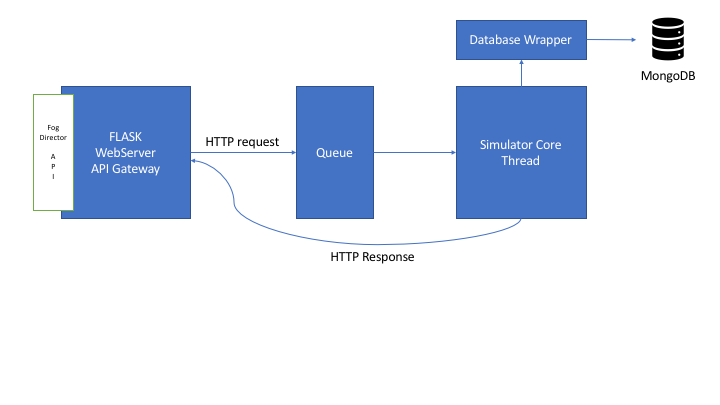 Database Wrapper
MongoDB
Fog
Director
A
P
I
FLASK
WebServer
API Gateway
HTTP request
Queue
Simulator Core
Thread
HTTP Response